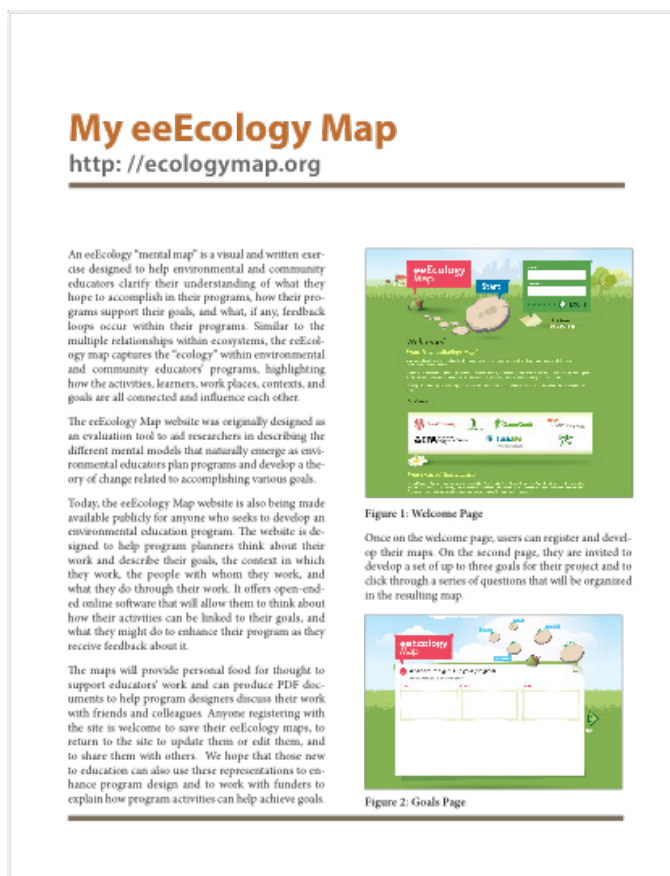 My eeEcology Map
http: //ecologymap.org
An eeEcology “mental map” is a visual and written exer-
cise designed to help environmental and community
educators clarify their understanding of what they
hope to accomplish in their programs, how their pro-
grams support their goals, and what, if any, feedback
loops occur within their programs. Similar to the
multiple relationships within ecosystems, the eeEcol-
ogy map captures the “ecology” within environmental
and community educators’ programs, highlighting
how the activities, learners, work places, contexts, and
goals are all connected and influence each other.
The eeEcology Map website was originally designed as
an evaluation tool to aid researchers in describing the
different mental models that naturally emerge as envi-
ronmental educators plan programs and develop a the-
ory of change related to accomplishing various goals.
Today, the eeEcology Map website is also being made
available publicly for anyone who seeks to develop an
environmental education program. The website is de-
signed to help program planners think about their
work and describe their goals, the context in which
they work, the people with whom they work, and
what they do through their work. It offers open-end-
ed online software that will allow them to think about
how their activities can be linked to their goals, and
what they might do to enhance their program as they
receive feedback about it.
The maps will provide personal food for thought to
support educators’ work and can produce PDF doc-
uments to help program designers discuss their work
with friends and colleagues. Anyone registering with
the site is welcome to save their eeEcology maps, to
return to the site to update them or edit them, and
to share them with others. We hope that those new
to education can also use these representations to en-
hance program design and to work with funders to
explain how program activities can help achieve goals.
eeEcology
Map
Start
Welcome!
Figure 1: Welcome Page
Once on the welcome page, users can register and devel-
op their maps. On the second page, they are invited to
develop a set of up to three goals for their project and to
click through a series of questions that will be organized
in the resulting map.
eeEcology
Map
Figure 2: Goals Page